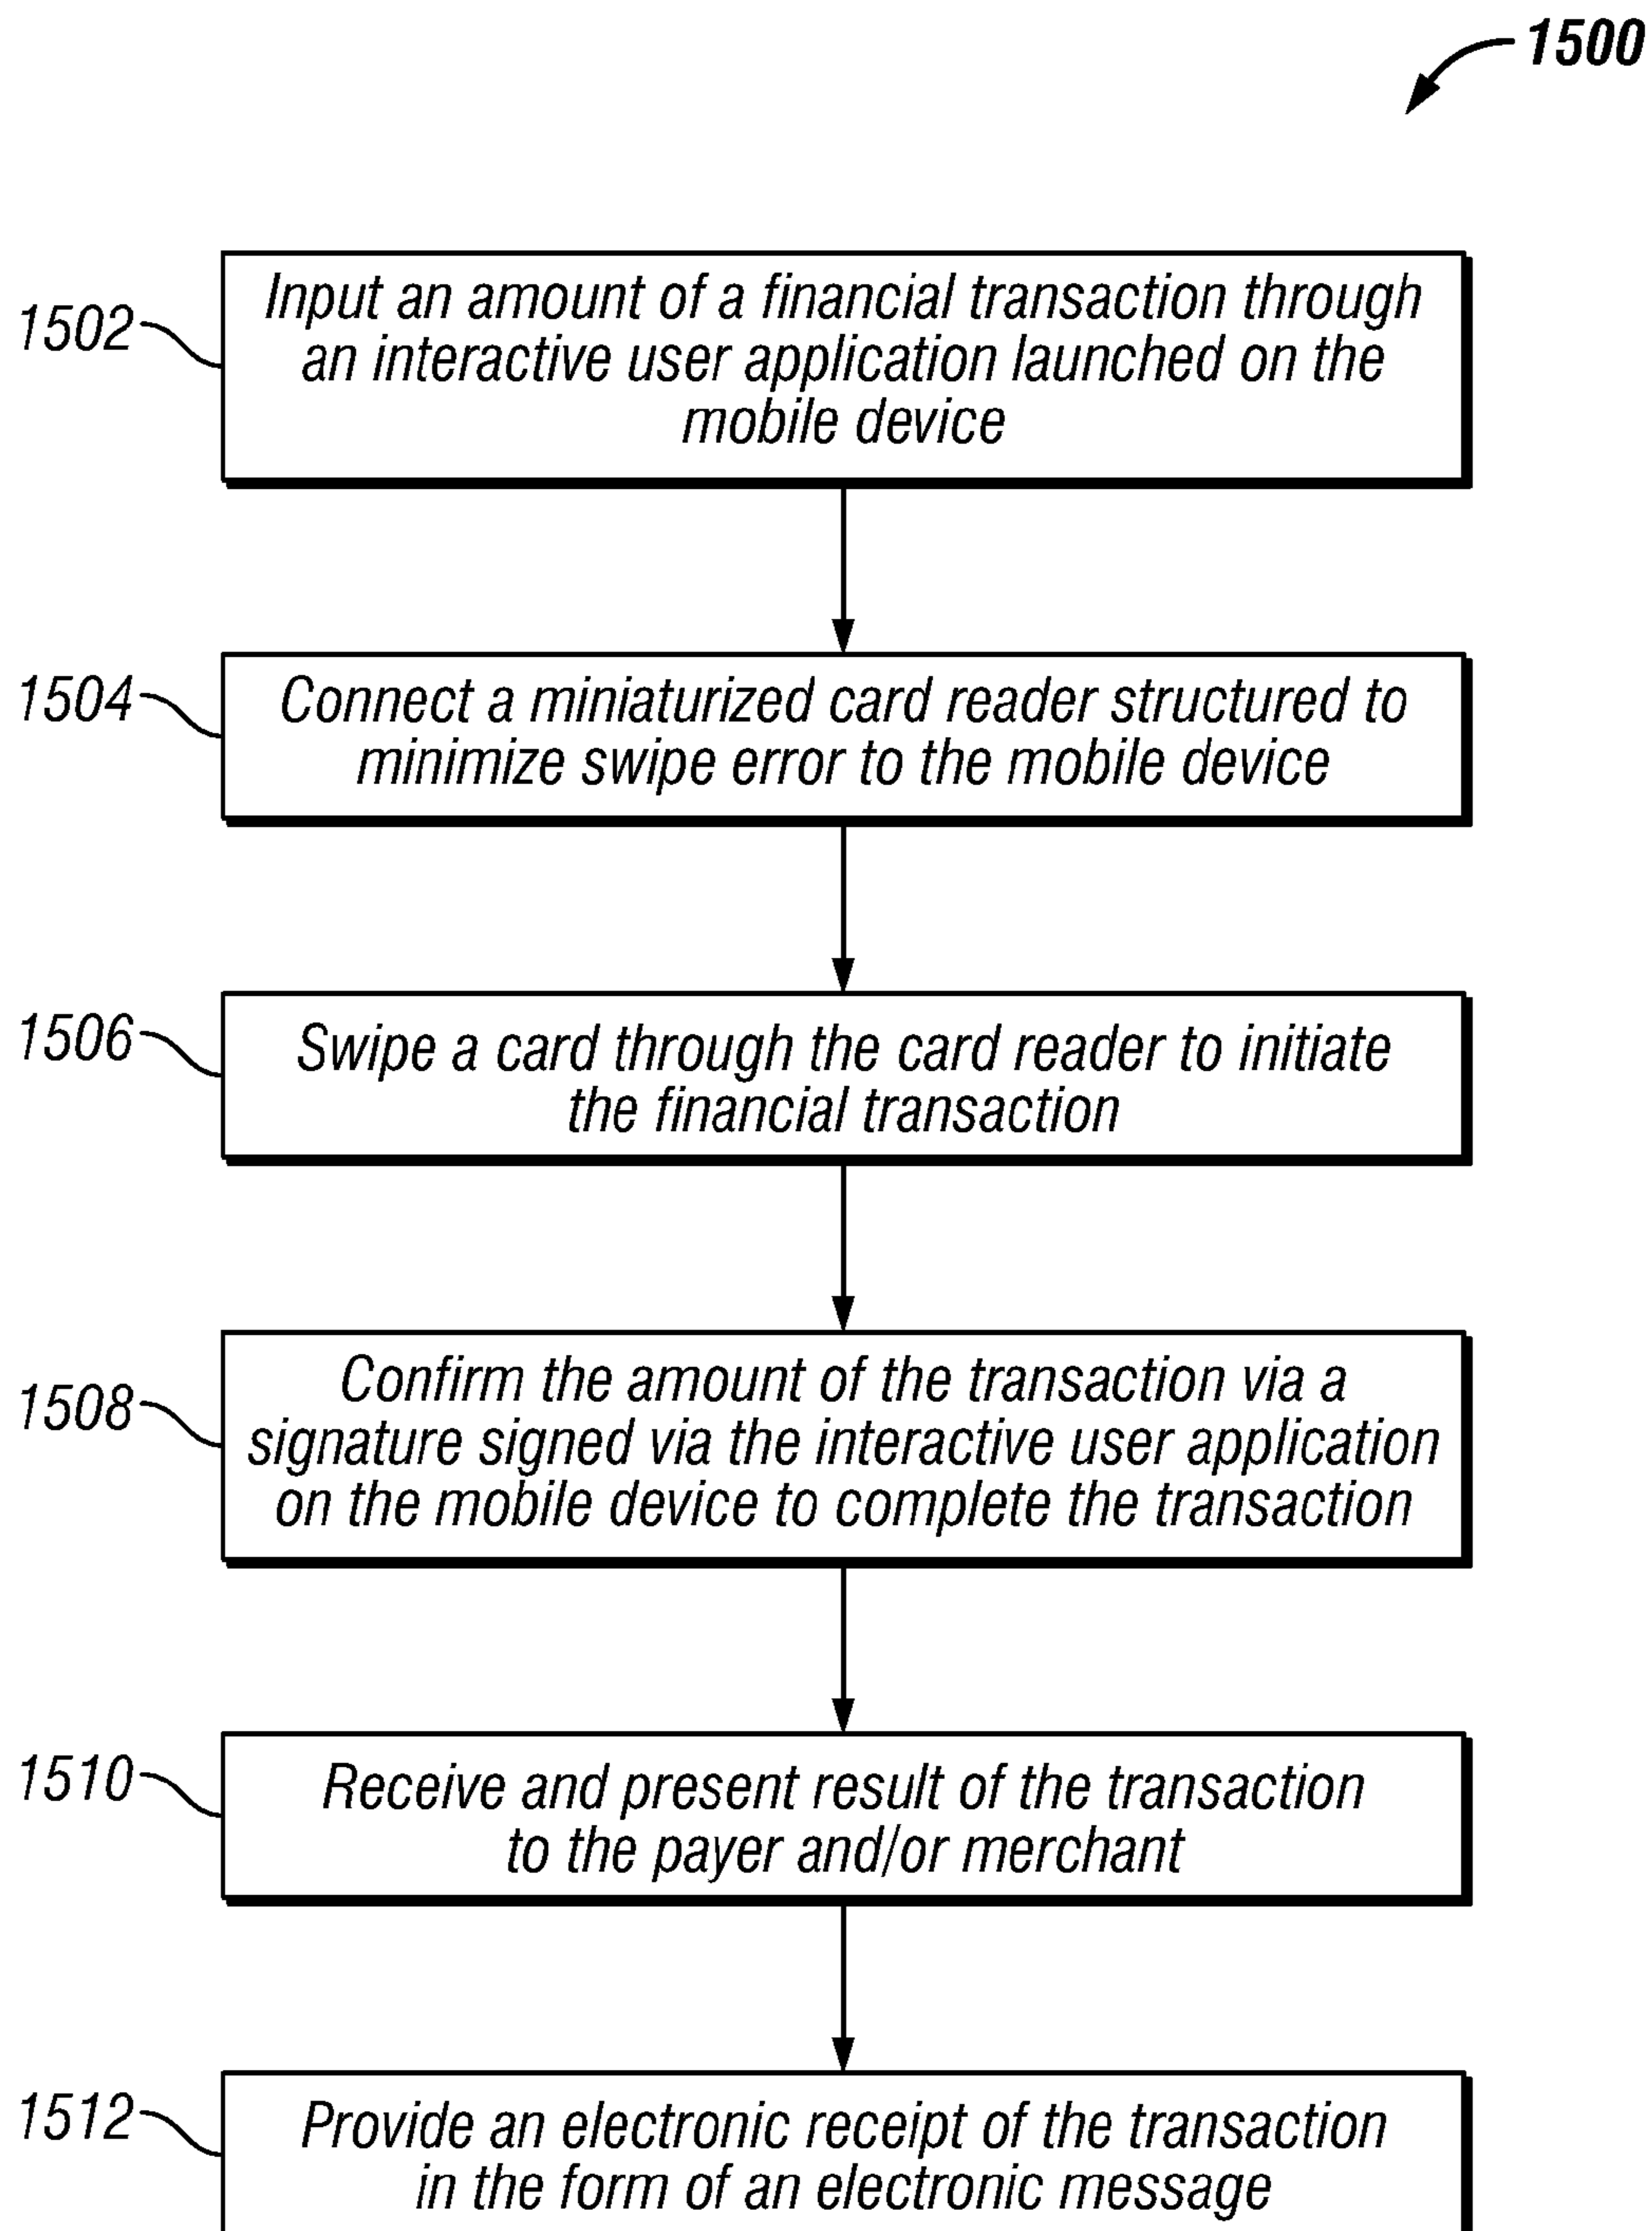 1500
1502
Input an amount of a financial transaction through
an interactive user application launched on the
mobile device
1504
Connect a miniaturized card reader structured to
minimize swipe error to the mobile device
1506
Swipe a card through the card reader to initiate
the financial transaction
1508
Confirm the amount of the transaction via a
signature signed via the interactive user application
on the mobile device to complete the transaction
1510
Receive and present result of the transaction
to the payer and/or merchant
1512
Provide an electronic receipt of the transaction
in the form of an electronic message